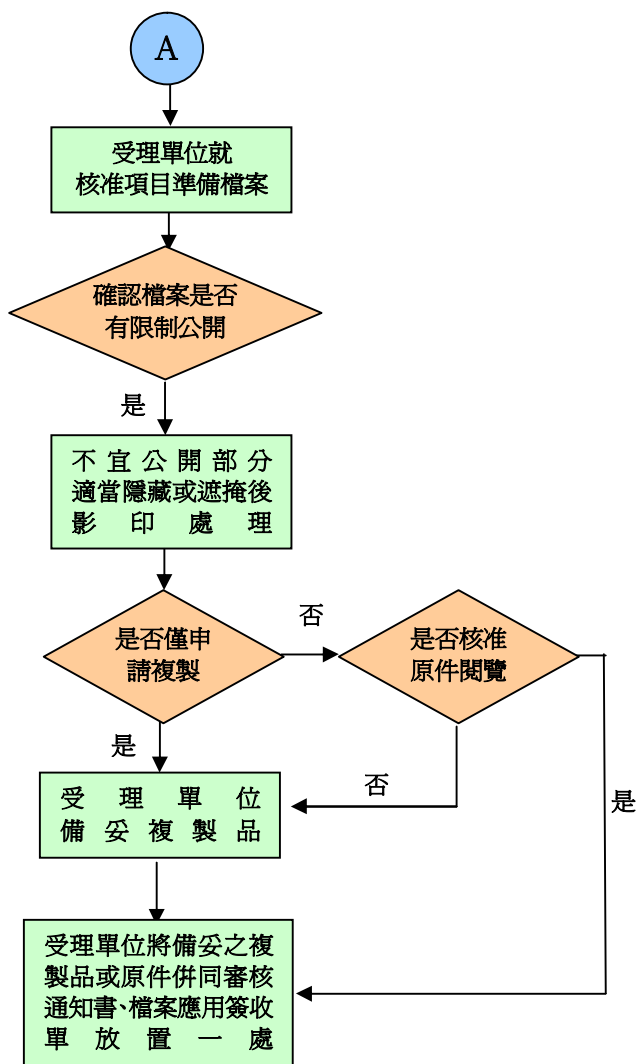 A
受理單位就
核准項目準備檔案
確認檔案是否
有限制公開
是
不宜公開部分
適當隱藏或遮掩後
影印處理
是否僅申
請複製
否
是否核准
原件閱覽
是
否
是
受理單位
備妥複製品
受理單位將備妥之複
製品或原件併同審核
通知書、檔案應用簽收
單放置一處